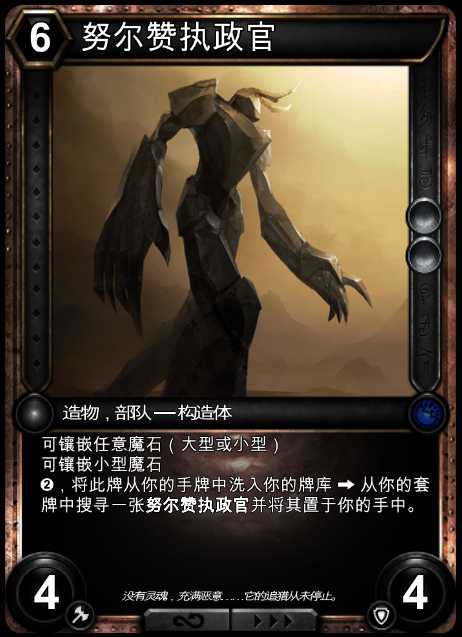 6
努尔赞执政官
造物，部队 — 构造体
可镶嵌任意魔石（大型或小型）
可镶嵌小型魔石
❷，将此牌从你的手牌中洗入你的牌库 ➡ 从你的套
牌中搜寻一张努尔赞执政官并将其置于你的手中。
4
没有灵魂，充满恶意……它的追猎从未停止。
4